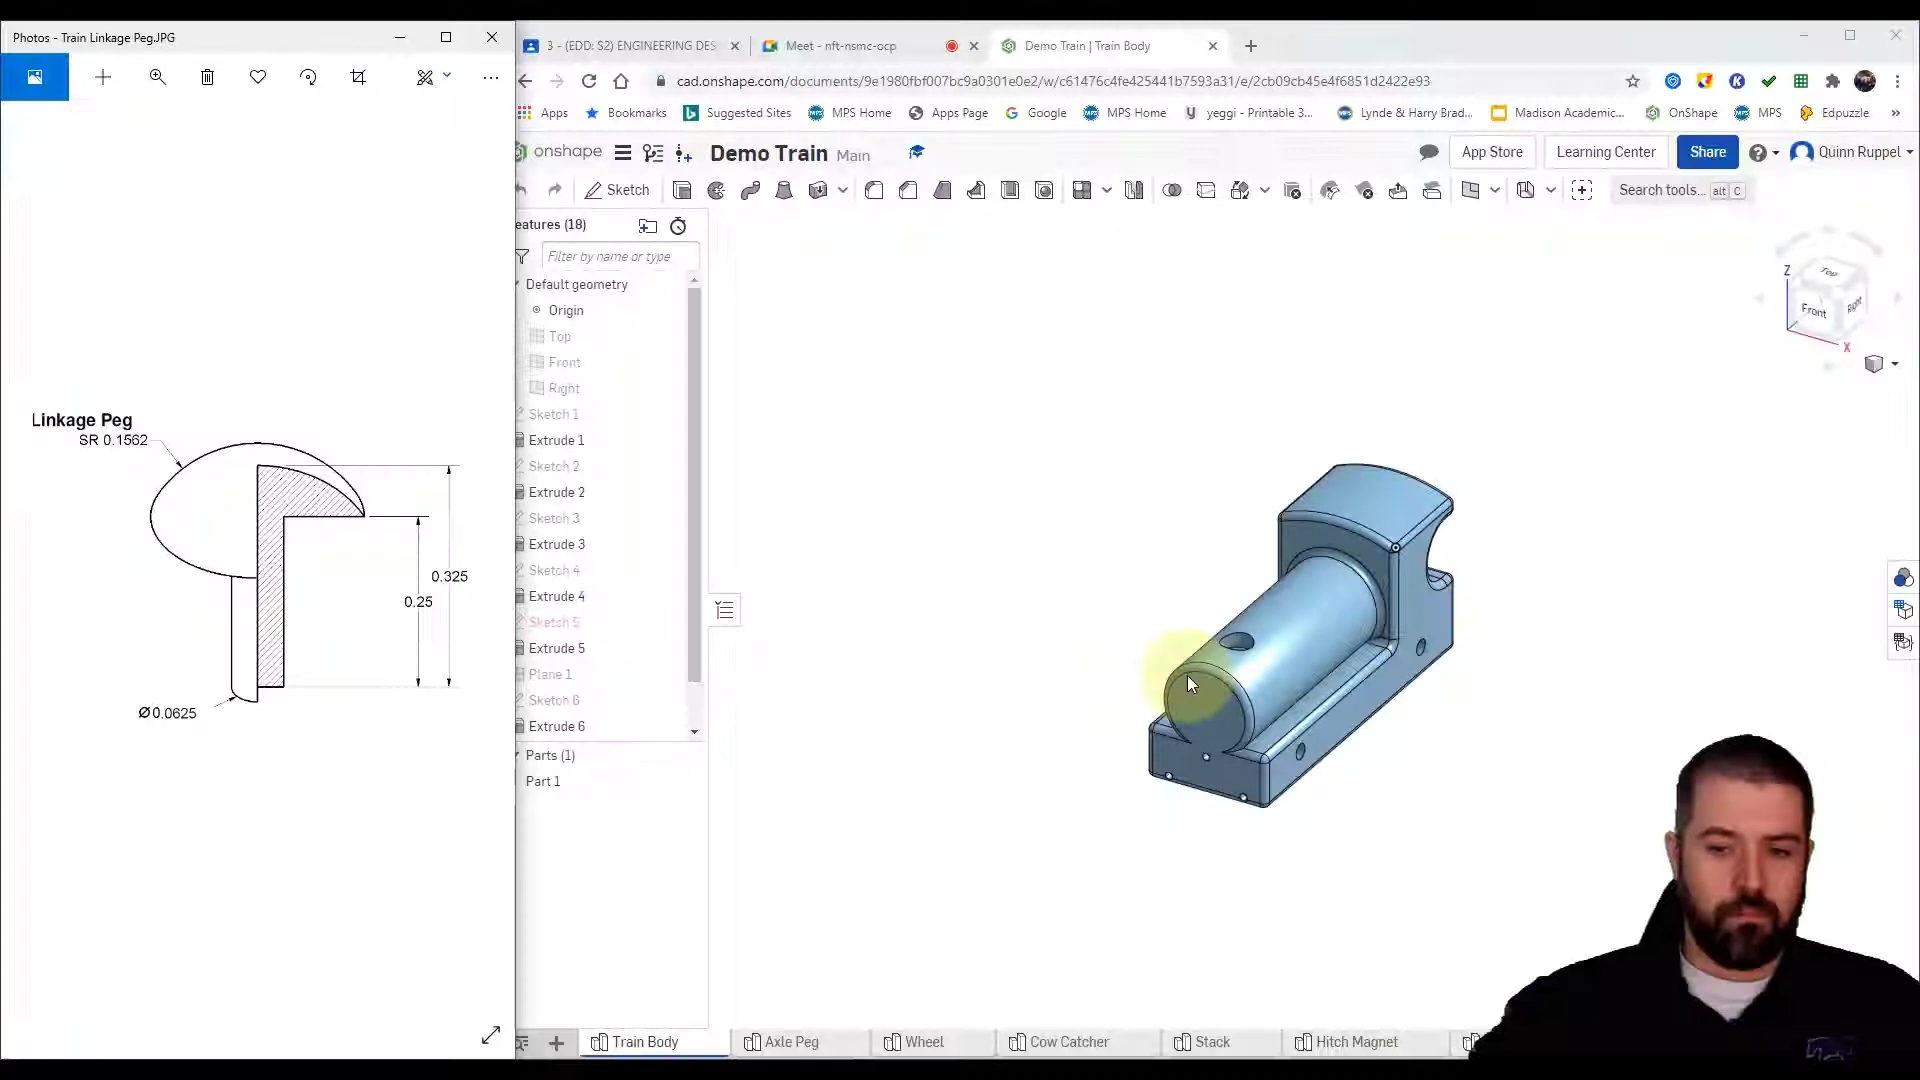 Photos - Train Linkage Peg.JPG
Linkage Peg
SR 0.1562
0.325
0.25
Ø0.0625
3 - (EDD: S2) ENGINEERING DES
Meet - nft-nsmc-ocp
Demo Train | Train Body
cad.onshape.com/documents/9e1980fbf007bc9a0301e0e2/w/c61476c4fe425441b7593a31/e/2cb09cb45e4f6851d2422e93
Apps
Bookmarks
Suggested Sites
MPS Home
Apps Page
Google
MPS Home
yeggi - Printable 3...
Lynde & Harry Brad...
Madison Academic...
OnShape
MPS
Edpuzzle
»
onshape
Demo Train Main
App Store
Learning Center
Share
Quinn Ruppel
Sketch
Search tools... alt C
eatures (18)
Filter by name or type
Default geometry
Origin
Top
Front
Right
Sketch 1
Extrude 1
Sketch 2
Extrude 2
Sketch 3
Extrude 3
Sketch 4
Extrude 4
Sketch 5
Extrude 5
Plane 1
Sketch 6
Extrude 6
Parts (1)
Part 1
Z
Top
Front
Right
X
Train Body
Axle Peg
Wheel
Cow Catcher
Stack
Hitch Magnet